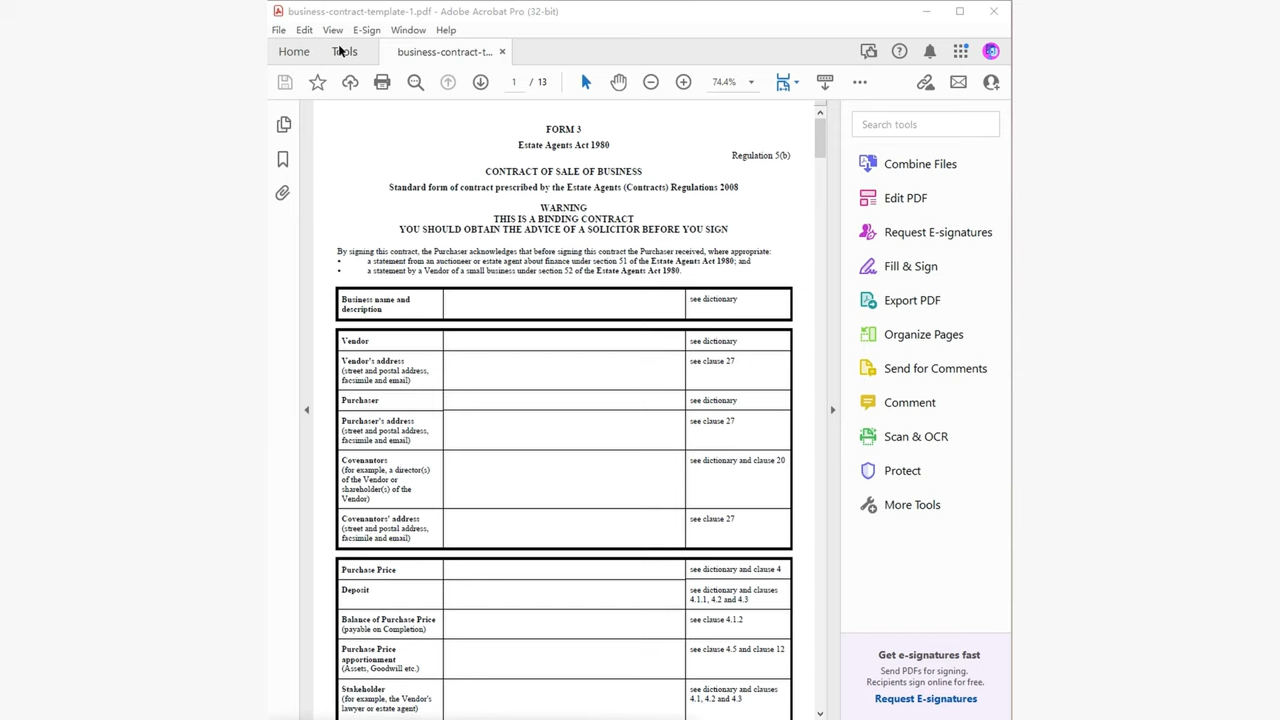 business-contract-template-1.pdf - Adobe Acrobat Pro (32-bit)
File Edit View E-Sign Window Help
Home Tools business-contract-t... ×
1 / 13 74.4%
Search tools
Combine Files
Edit PDF
Request E-signatures
Fill & Sign
Export PDF
Organize Pages
Send for Comments
Comment
Scan & OCR
Protect
More Tools
Get e-signatures fast
Send PDFs for signing.
Recipients sign online for free.
Request E-signatures
FORM 3
Estate Agents Act 1980
Regulation 5(b)
CONTRACT OF SALE OF BUSINESS
Standard form of contract prescribed by the Estate Agents (Contracts) Regulations 2008
WARNING
THIS IS A BINDING CONTRACT
YOU SHOULD OBTAIN THE ADVICE OF A SOLICITOR BEFORE YOU SIGN
By signing this contract, the Purchaser acknowledges that before signing this contract the Purchaser received, where appropriate:
• a statement from an auctioneer or estate agent about finance under section 51 of the Estate Agents Act 1980; and
• a statement by a Vendor of a small business under section 52 of the Estate Agents Act 1980.
Business name and see dictionary
description
Vendor see dictionary
Vendor's address see clause 27
(street and postal address,
facsimile and email)
Purchaser see dictionary
Purchaser's address see clause 27
(street and postal address,
facsimile and email)
Covenantors see dictionary and clause 20
(for example, a director(s)
of the Vendor or
shareholder(s) of the
Vendor)
Covenantors' address see clause 27
(street and postal address,
facsimile and email)
Purchase Price see dictionary and clause 4
Deposit see dictionary and clauses
4.1.1, 4.2 and 4.3
Balance of Purchase Price see clause 4.1.2
(payable on Completion)
Purchase Price see clause 4.5 and clause 12
apportionment
(Assets, Goodwill etc.)
Stakeholder see dictionary and clauses
(for example, the Vendor's 4.1, 4.2 and 4.3
lawyer or estate agent)